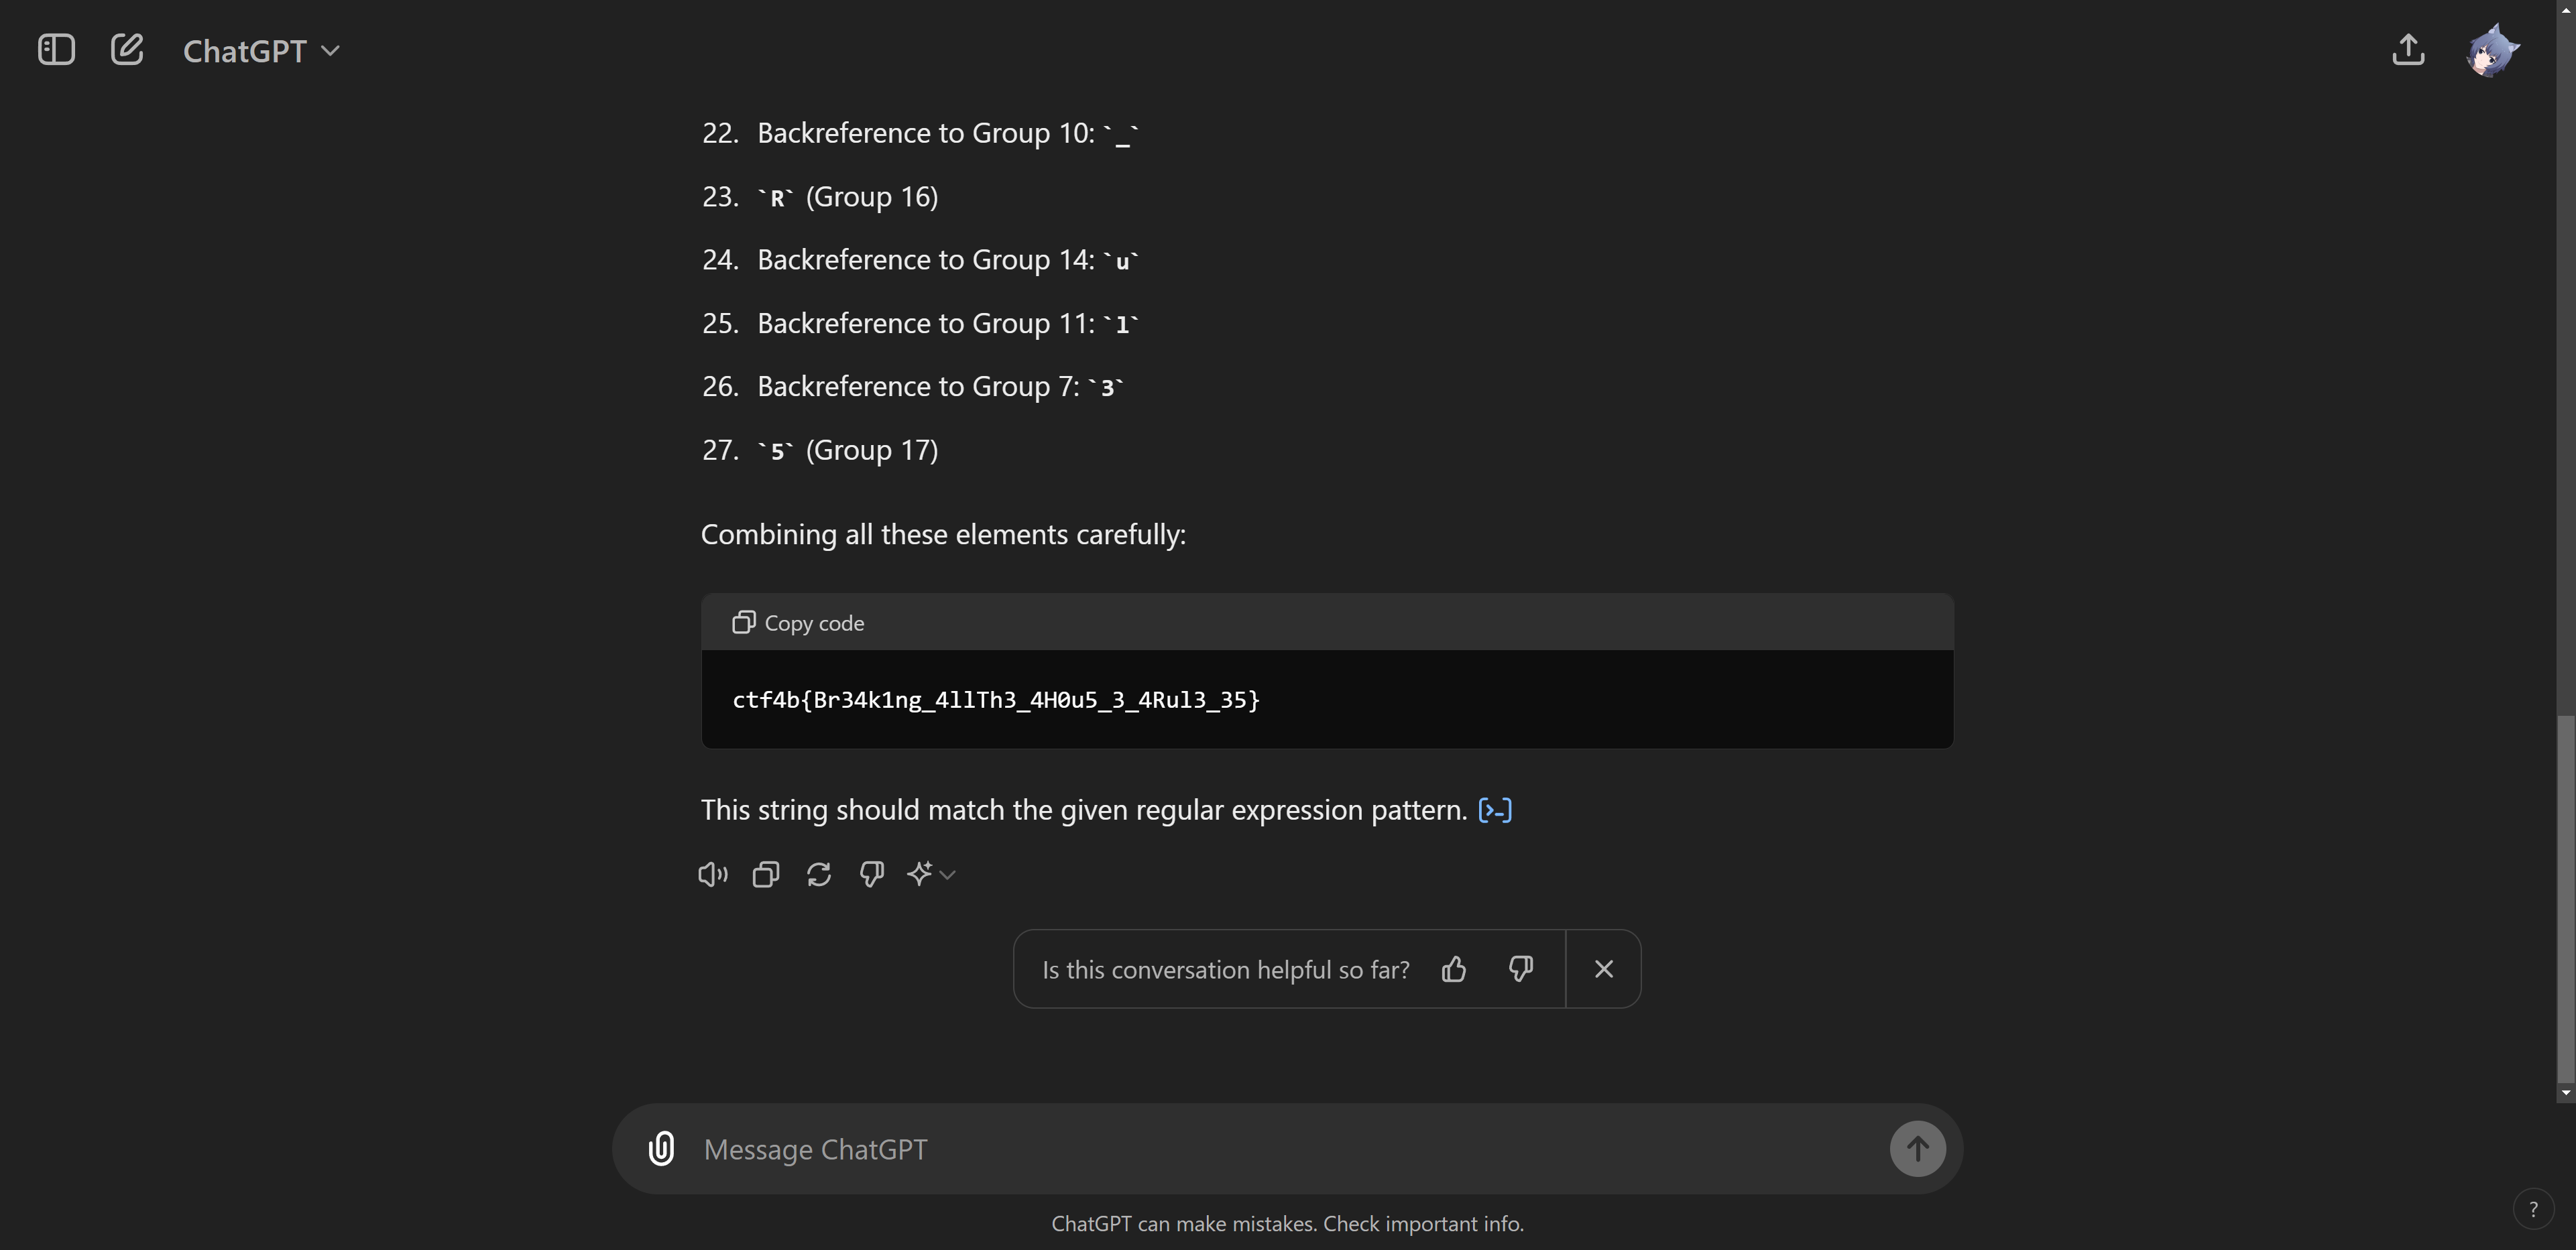 ChatGPT
22. Backreference to Group 10: `_`
23. `R` (Group 16)
24. Backreference to Group 14: `u`
25. Backreference to Group 11: `l`
26. Backreference to Group 7: `3`
27. `5` (Group 17)
Combining all these elements carefully:
Copy code
ctf4b{Br34k1ng_4llTh3_4H0u5_3_4Rul3_35}
This string should match the given regular expression pattern. [>-]
Is this conversation helpful so far?
Message ChatGPT
ChatGPT can make mistakes. Check important info.
?